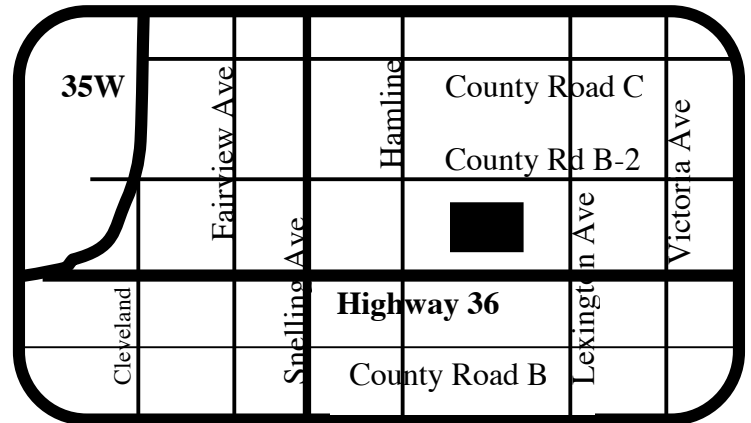 35W
Fairview Ave
Hamline
County Road C
County Rd B-2
Victoria Ave
Snelling Ave
Lexington Ave
Cleveland
Highway 36
County Road B